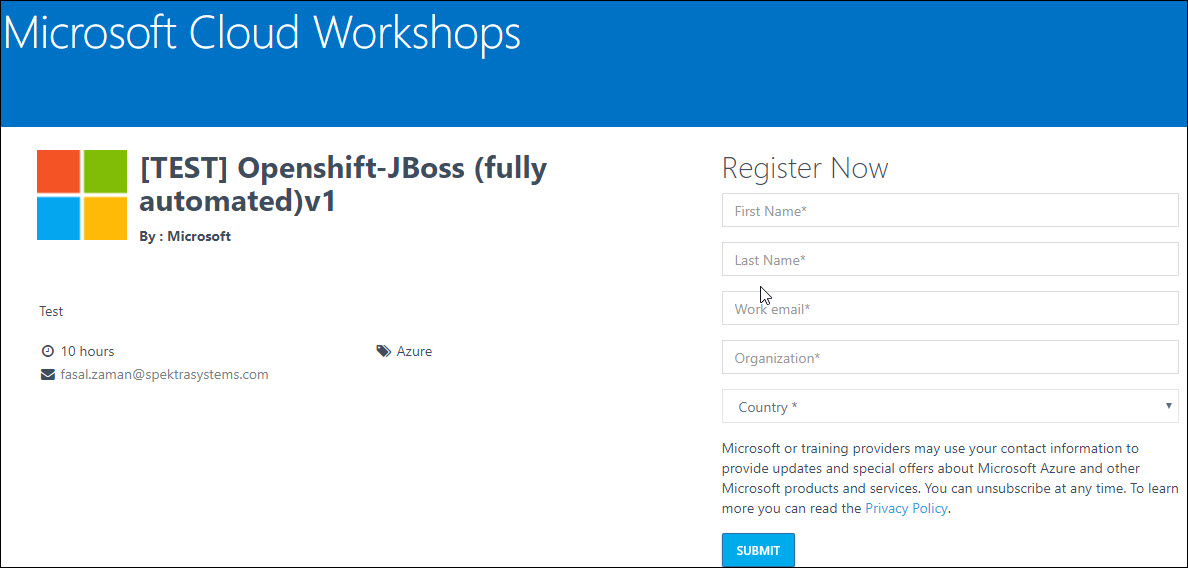 Microsoft Cloud Workshops
[TEST] Openshift-JBoss (fully
automated)v1
By : Microsoft
Test
10 hours
Azure
fasal.zaman@spektrasystems.com
Register Now
First Name*
Last Name*
Work email*
Organization*
Country *
Microsoft or training providers may use your contact information to
provide updates and special offers about Microsoft Azure and other
Microsoft products and services. You can unsubscribe at any time. To learn
more you can read the Privacy Policy.
SUBMIT